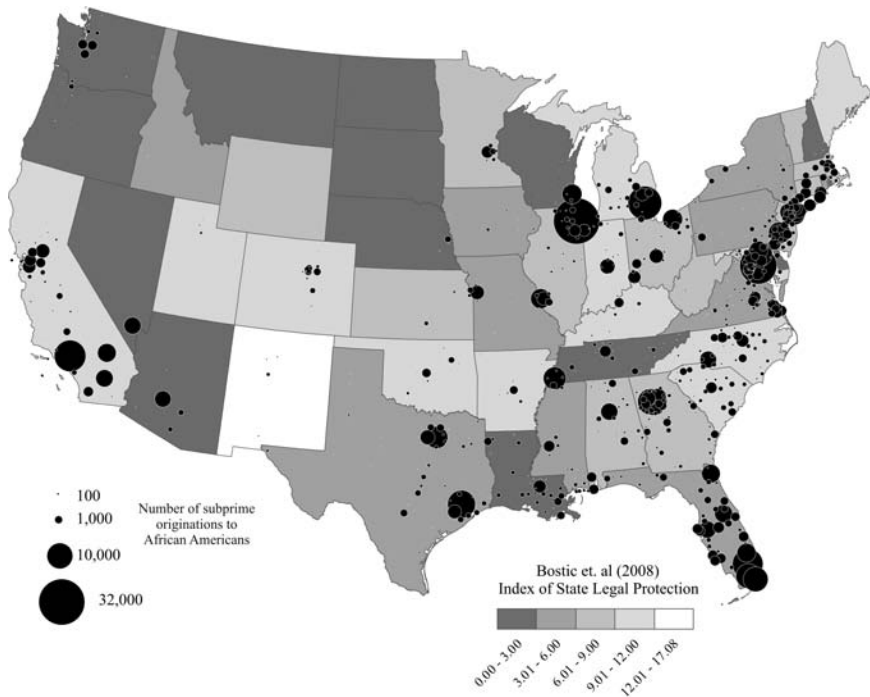 100
1,000
10,000
32,000
Number of subprime
originations to
African Americans
Bostic et. al (2008)
Index of State Legal Protection
0.00 - 3.00
3.01 - 6.00
6.01 - 9.00
9.01 - 12.00
12.01 - 17.08